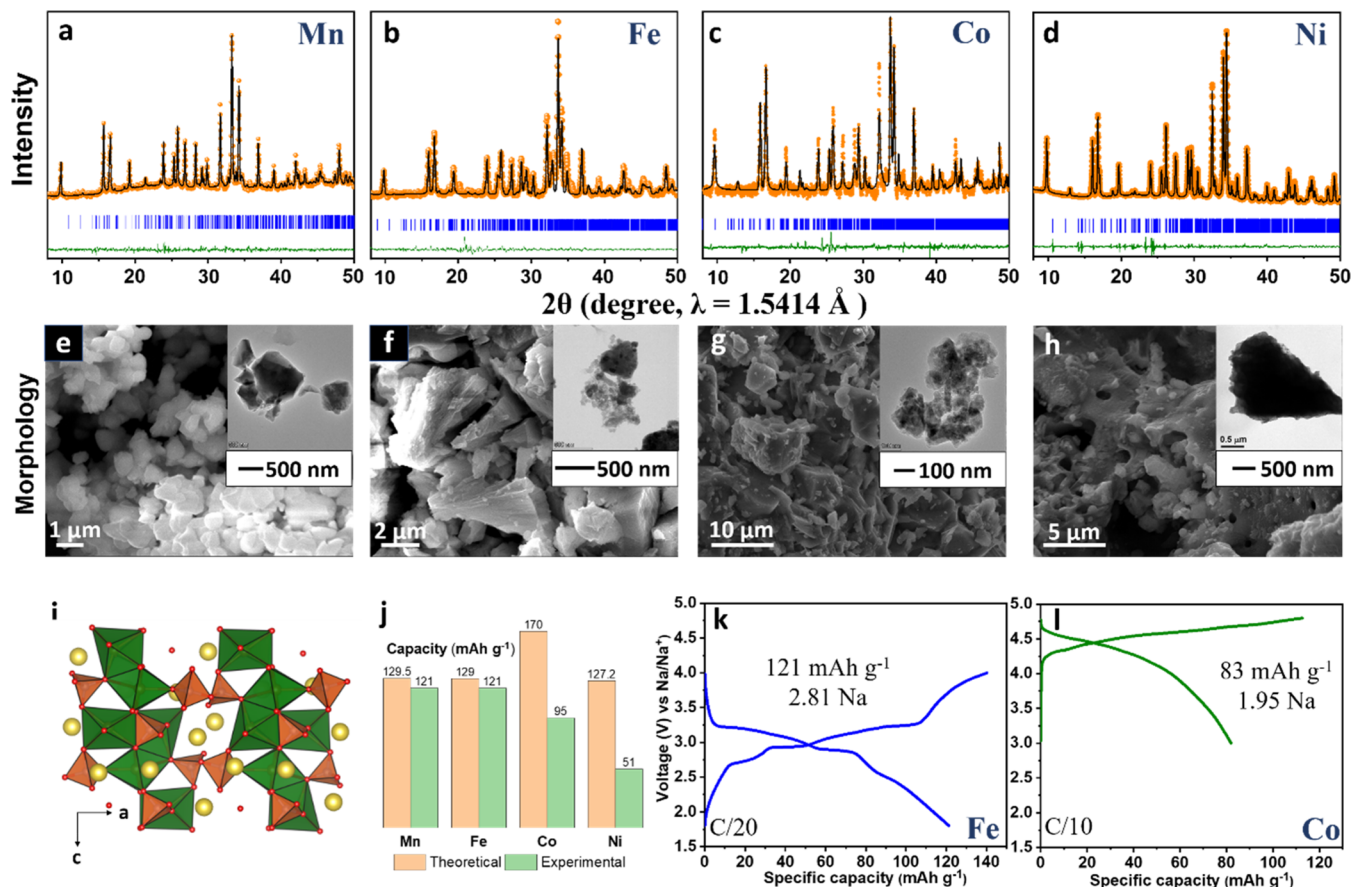 a Mn
b Fe
c Co
d Ni
Intensity
10 20 30 40 50
10 20 30 40 50
10 20 30 40 50
10 20 30 40 50
2θ (degree, λ = 1.5414 Å )
Morphology
e
1 μm
500 nm
f
2 μm
500 nm
g
10 μm
100 nm
h
5 μm
0.5 μm
500 nm
i
a
c
j
Capacity (mAh g⁻¹)
129.5 121
129 121
170 95
127.2 51
Mn Fe Co Ni
Theoretical Experimental
k
Voltage (V) vs Na/Na⁺
5.0
4.5
4.0
3.5
3.0
2.5
2.0
1.5
121 mAh g⁻¹
2.81 Na
C/20
Fe
0 20 40 60 80 100 120 140
Specific capacity (mAh g⁻¹)
l
5.0
4.5
4.0
3.5
3.0
2.5
2.0
1.5
83 mAh g⁻¹
1.95 Na
C/10
Co
0 20 40 60 80 100 120
Specific capacity (mAh g⁻¹)